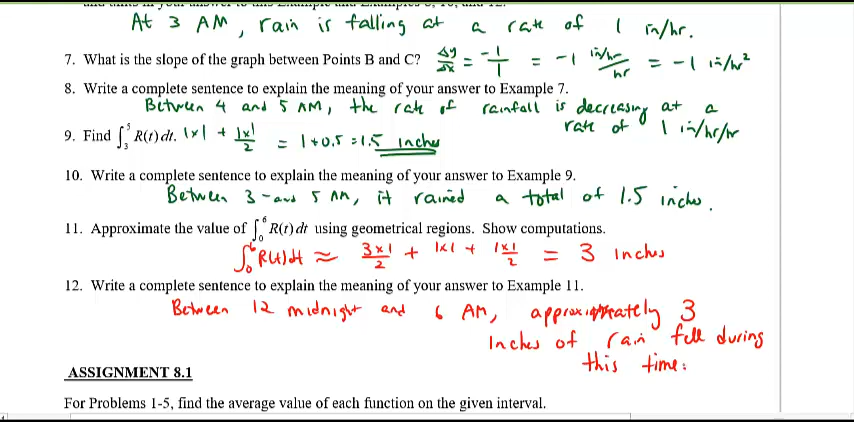 At 3 AM, rain is falling at a rate of 1 in/hr.
7. What is the slope of the graph between Points B and C? Δy/Δx = -1/1 = -1 in/hr/hr = -1 in/hr²
8. Write a complete sentence to explain the meaning of your answer to Example 7.
Between 4 and 5 AM, the rate of rainfall is decreasing at a
rate of 1 in/hr/hr
9. Find ∫₃⁵ R(t) dt. 1×1 + 1×1/2 = 1+0.5 = 1.5 inches
10. Write a complete sentence to explain the meaning of your answer to Example 9.
Between 3 and 5 AM, it rained a total of 1.5 inches.
11. Approximate the value of ∫₀⁶ R(t) dt using geometrical regions. Show computations.
∫₀⁶ R(t)dt ≈ 3×1/2 + 1×1 + 1×1/2 = 3 inches
12. Write a complete sentence to explain the meaning of your answer to Example 11.
Between 12 midnight and 6 AM, approximately 3
inches of rain fell during
this time.
ASSIGNMENT 8.1
For Problems 1-5, find the average value of each function on the given interval.